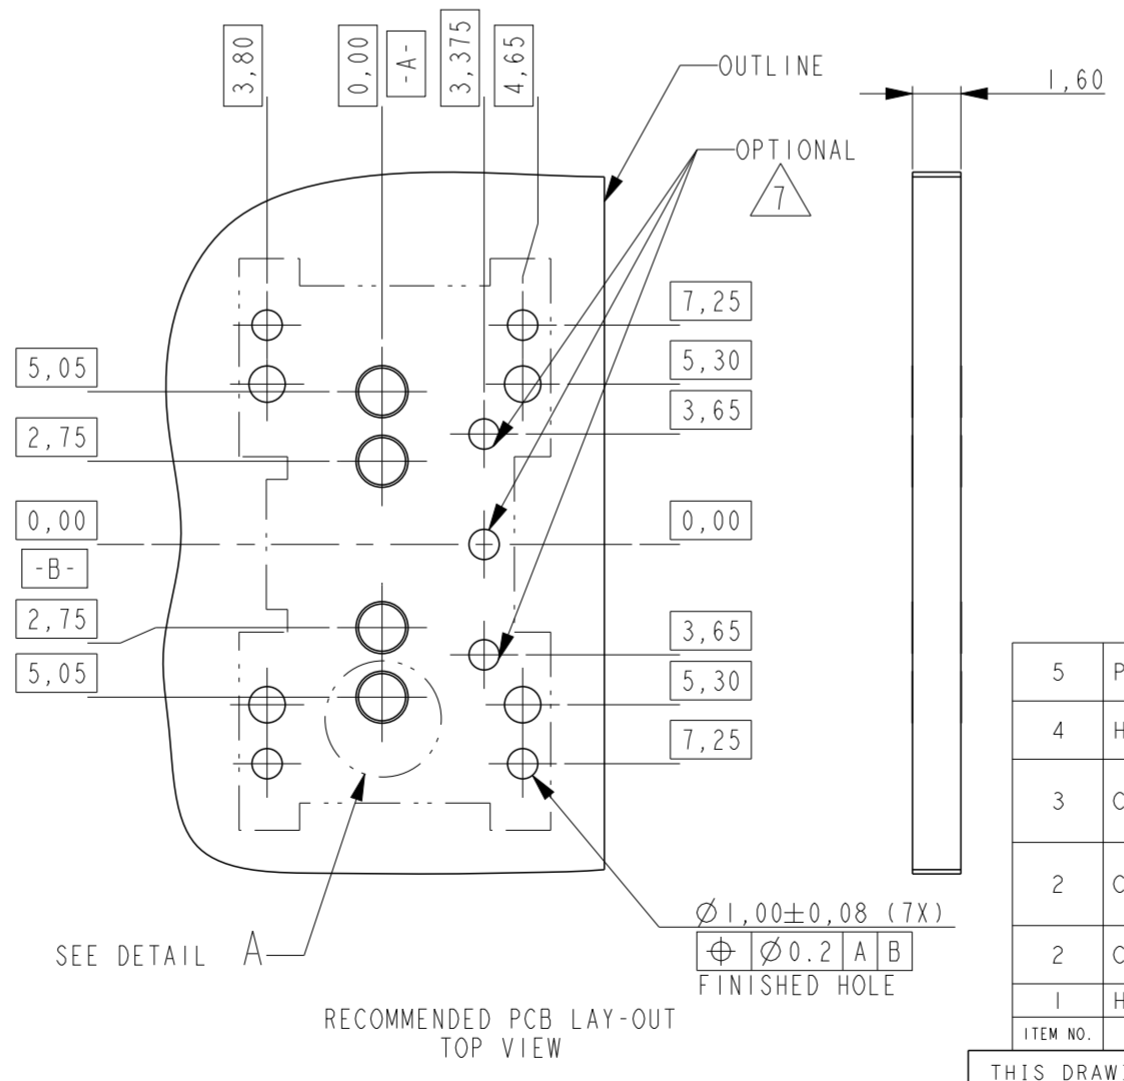 3,80
0,00
-A-
3,375
4,65
OUTLINE
1,60
OPTIONAL
7
7,25
5,05
5,30
3,65
2,75
0,00
0,00
-B-
2,75
3,65
5,05
5,30
7,25
5 P
4 H
3 C
2 C
2 C
1 H
ITEM NO.
Ø1,00±0,08 (7X)
⌖ Ø0.2 A B
FINISHED HOLE
SEE DETAIL A
RECOMMENDED PCB LAY-OUT
TOP VIEW
THIS DRAWI